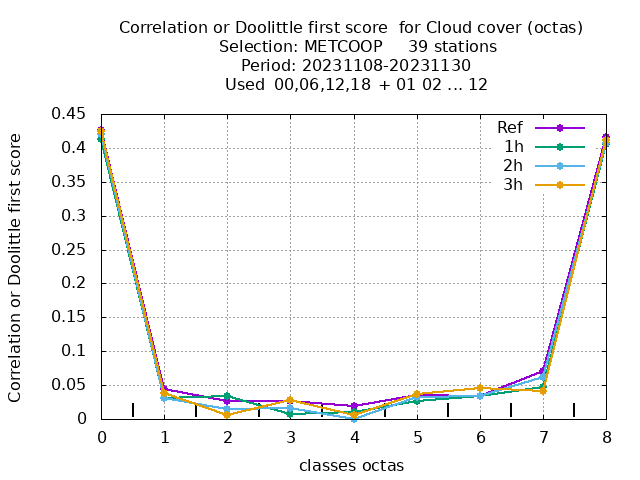 Correlation or Doolittle first score  for Cloud cover (octas)
Selection: METCOOP     39 stations
Period: 20231108-20231130
Used  00,06,12,18  + 01 02 ... 12
Correlation or Doolittle first score
0.45
0.4
0.35
0.3
0.25
0.2
0.15
0.1
0.05
0
Ref
1h
2h
3h
0 1 2 3 4 5 6 7 8
classes octas